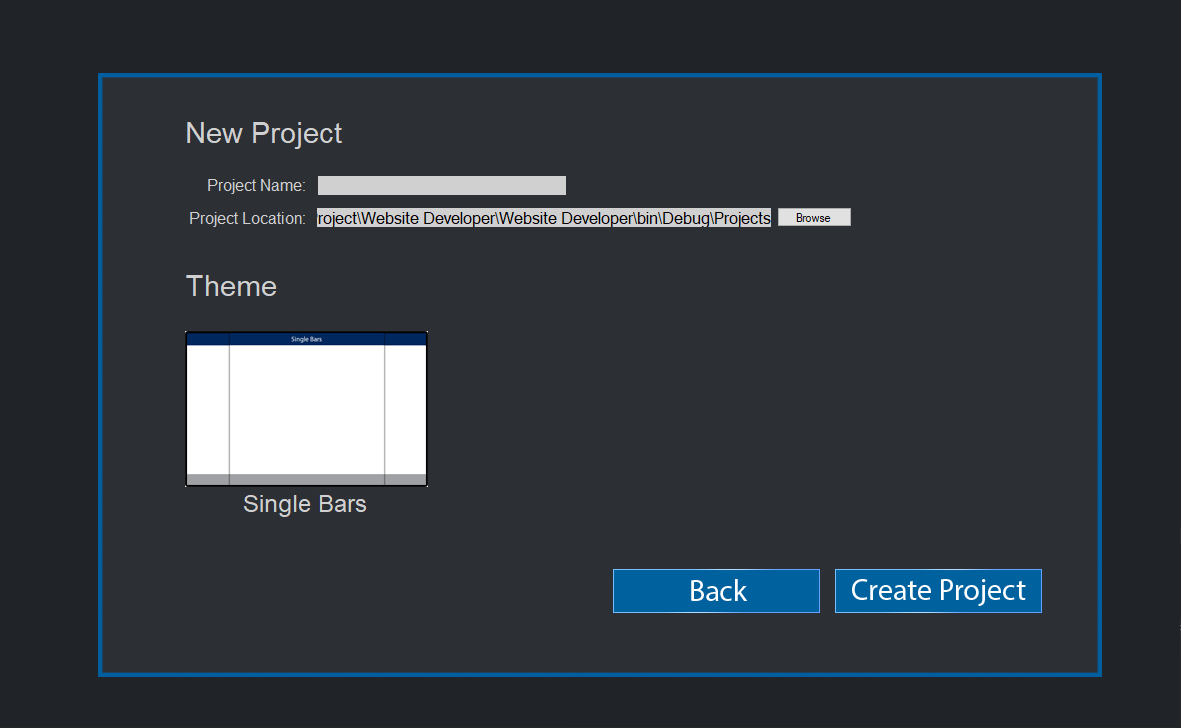 New Project
Project Name:
Project Location: roject\Website Developer\Website Developer\bin\Debug\Projects Browse
Theme
Single Bars
Single Bars
Back Create Project